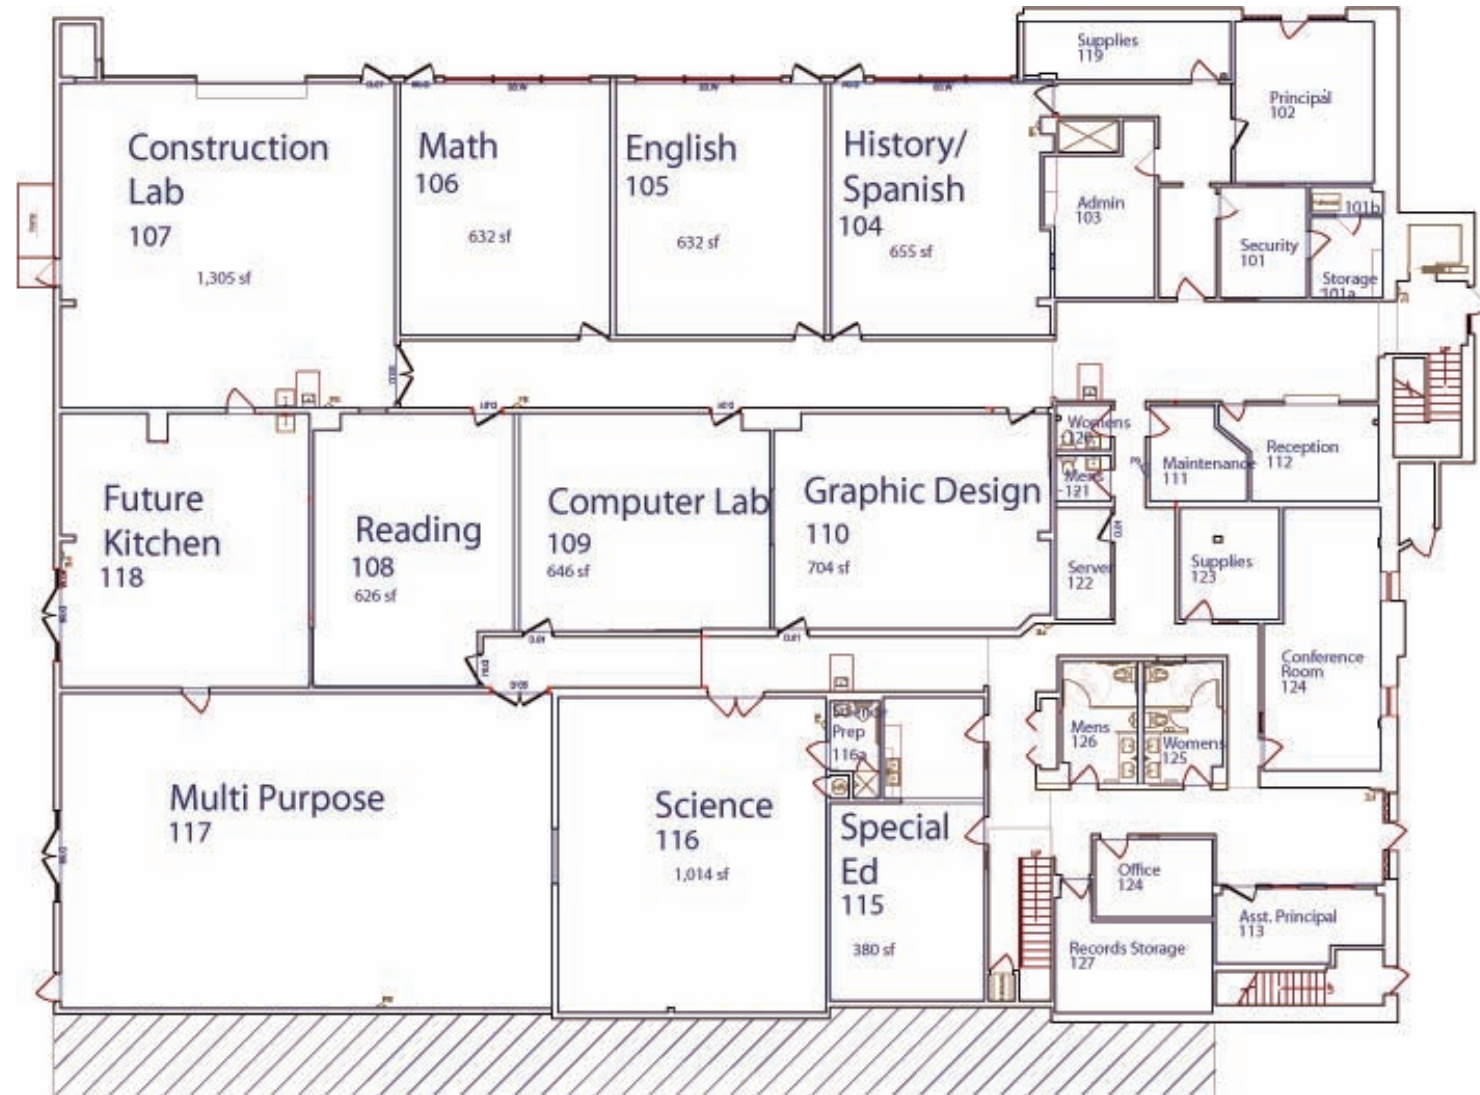 Supplies
119
Principal
102
Construction
Lab
107
1,305 sf
Math
106
632 sf
English
105
632 sf
History/
Spanish
104
655 sf
Admin
103
101b
Security
101
Storage
101a
Womens
120
Mens
121
Maintenance
111
Reception
112
Future
Kitchen
118
Reading
108
626 sf
Computer Lab
109
646 sf
Graphic Design
110
704 sf
Server
122
Supplies
123
Conference
Room
124
Multi Purpose
117
Science
116
1,014 sf
Science
Prep
116a
Special
Ed
115
380 sf
Mens
126
Womens
125
Office
124
Asst. Principal
113
Records Storage
127